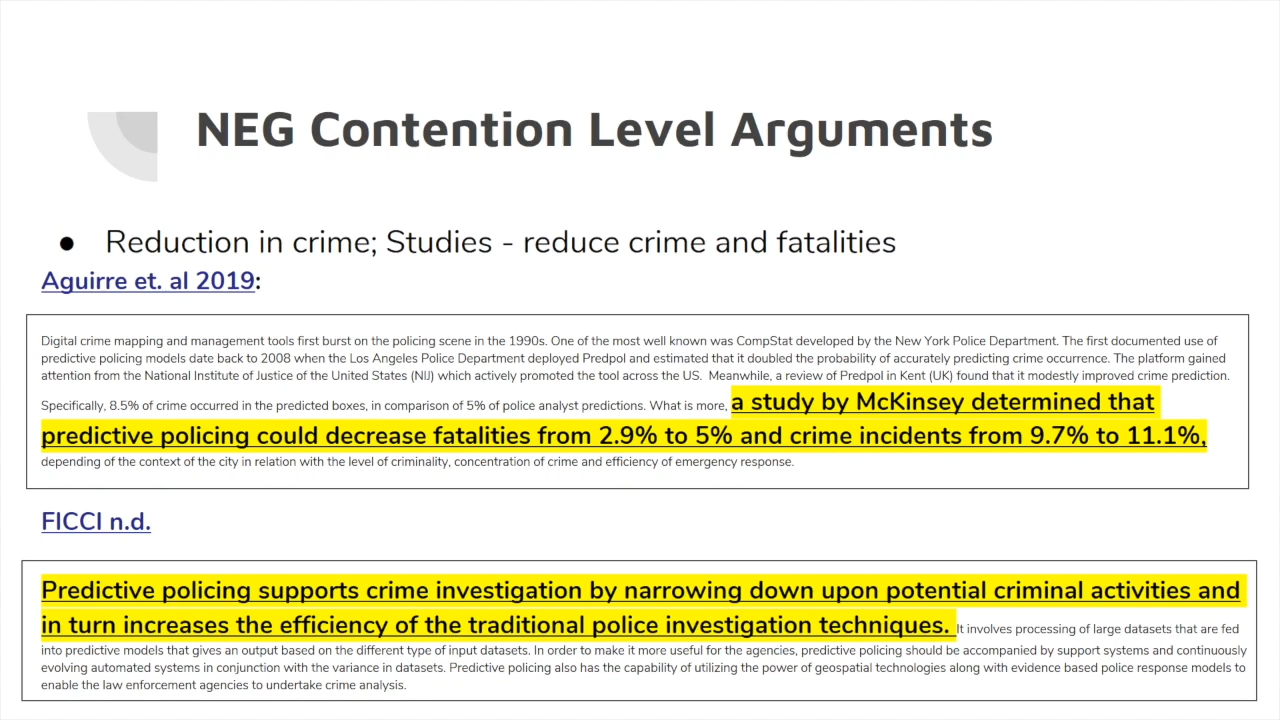 NEG Contention Level Arguments
● Reduction in crime; Studies - reduce crime and fatalities
Aguirre et. al 2019:
Digital crime mapping and management tools first burst on the policing scene in the 1990s. One of the most well known was CompStat developed by the New York Police Department. The first documented use of
predictive policing models date back to 2008 when the Los Angeles Police Department deployed Predpol and estimated that it doubled the probability of accurately predicting crime occurrence. The platform gained
attention from the National Institute of Justice of the United States (NIJ) which actively promoted the tool across the US. Meanwhile, a review of Predpol in Kent (UK) found that it modestly improved crime prediction.
Specifically, 8.5% of crime occurred in the predicted boxes, in comparison of 5% of police analyst predictions. What is more, a study by McKinsey determined that
predictive policing could decrease fatalities from 2.9% to 5% and crime incidents from 9.7% to 11.1%,
depending of the context of the city in relation with the level of criminality, concentration of crime and efficiency of emergency response.
FICCI n.d.
Predictive policing supports crime investigation by narrowing down upon potential criminal activities and
in turn increases the efficiency of the traditional police investigation techniques. It involves processing of large datasets that are fed
into predictive models that gives an output based on the different type of input datasets. In order to make it more useful for the agencies, predictive policing should be accompanied by support systems and continuously
evolving automated systems in conjunction with the variance in datasets. Predictive policing also has the capability of utilizing the power of geospatial technologies along with evidence based police response models to
enable the law enforcement agencies to undertake crime analysis.